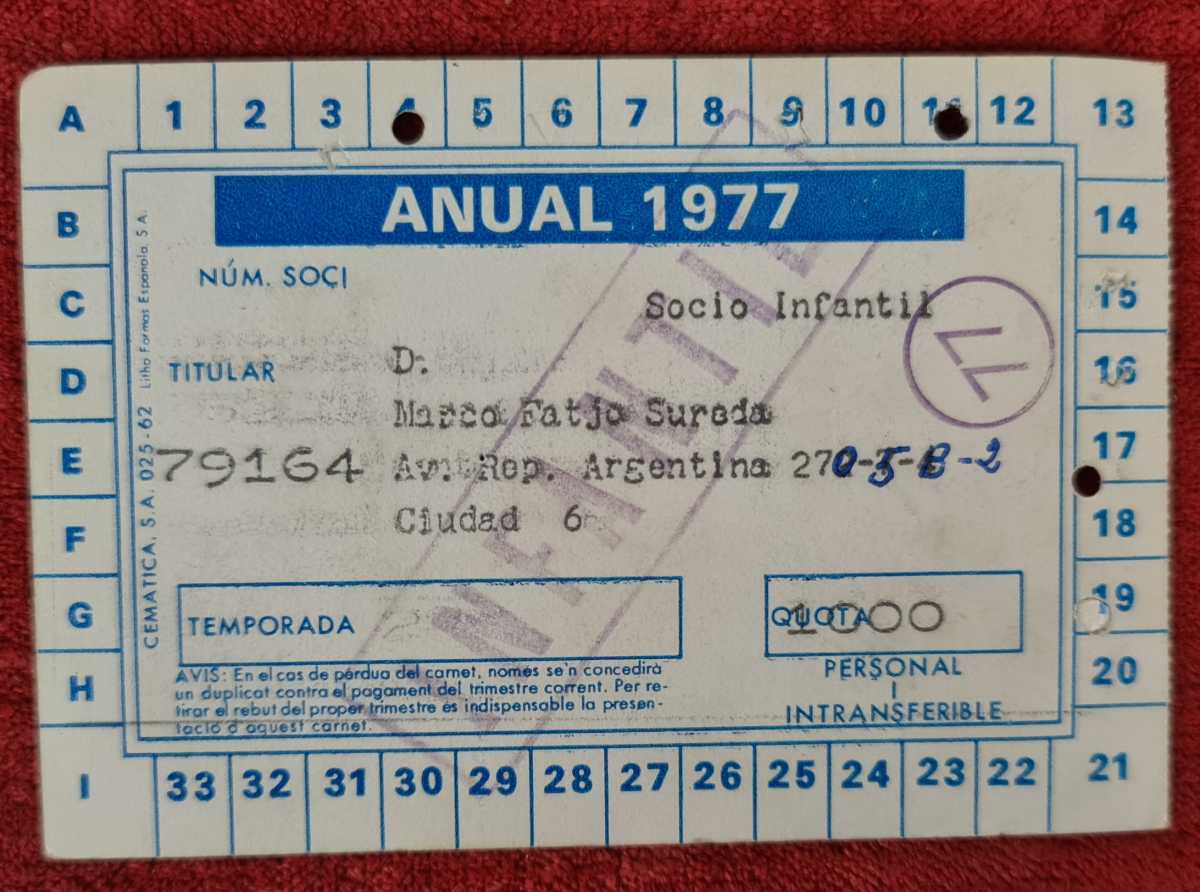 A 1 2 3 4 5 6 7 8 9 10 11 12 13
ANUAL 1977
NÚM. SOCI
Socio Infantil
TITULAR
D.
Marco Fatjo Sureda
79164
Av. Rep. Argentina 270-5-B-2
Ciudad 6
TEMPORADA
QUOTA 1000
AVIS: En el cas de pérdua del carnet, només se'n concedirà
un duplicat contra el pagament del trimestre corrent. Per re-
tirar el rebut del proper trimestre és indispensable la presen-
tació d'aquest carnet.
PERSONAL
I
INTRANSFERIBLE
INFANTIL
77
CEMATICA, S.A. 025-62 Litho Formas Española, S.A.
B
C
D
E
F
G
H
14
15
16
17
18
19
20
I 33 32 31 30 29 28 27 26 25 24 23 22 21